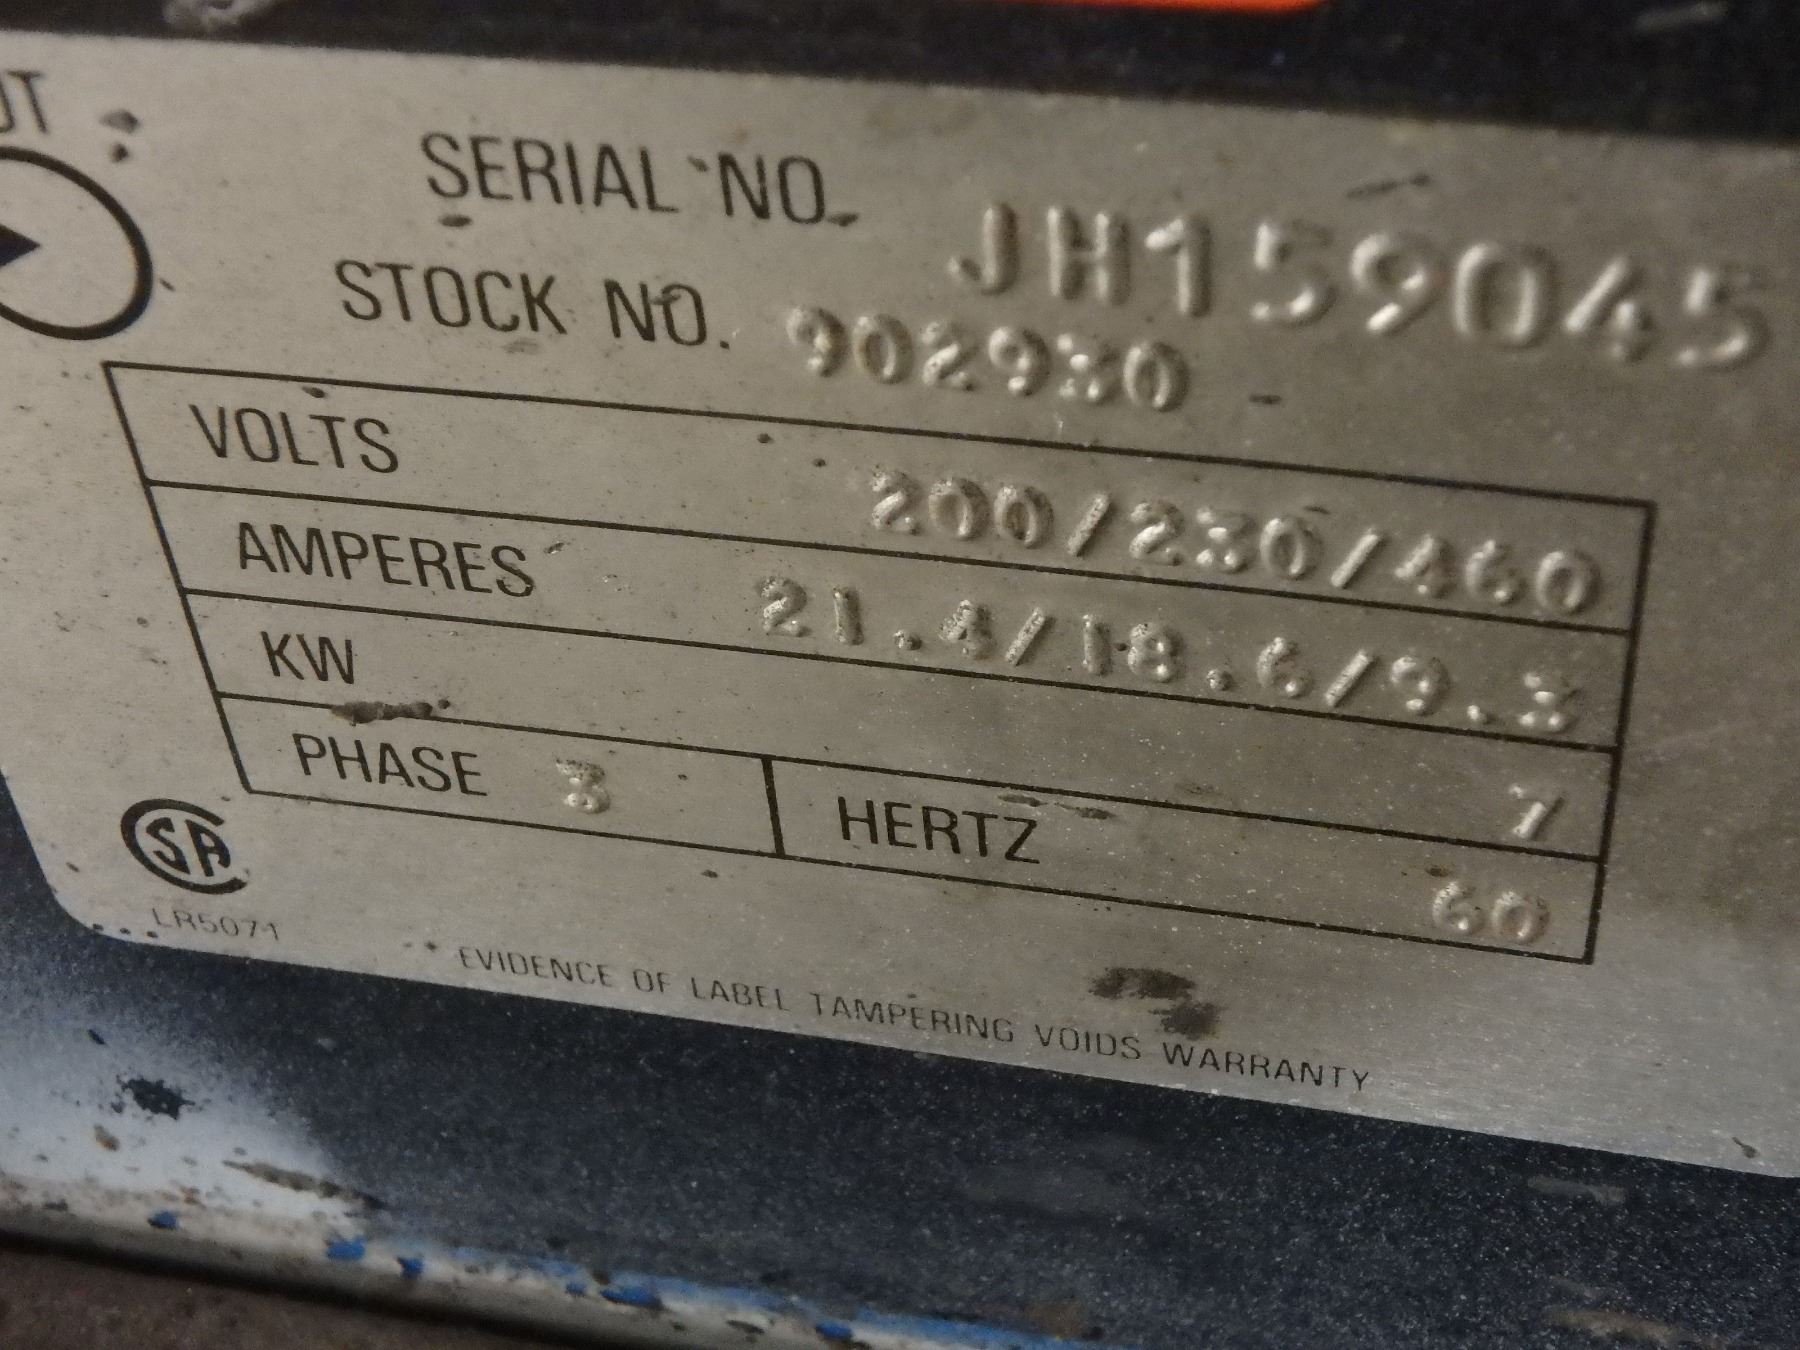 SERIAL NO. JH159045
STOCK NO. 902930
VOLTS 200/230/460
AMPERES 21.4/18.6/9.3
KW 7
PHASE 3 HERTZ 60
SA
LR5071
EVIDENCE OF LABEL TAMPERING VOIDS WARRANTY